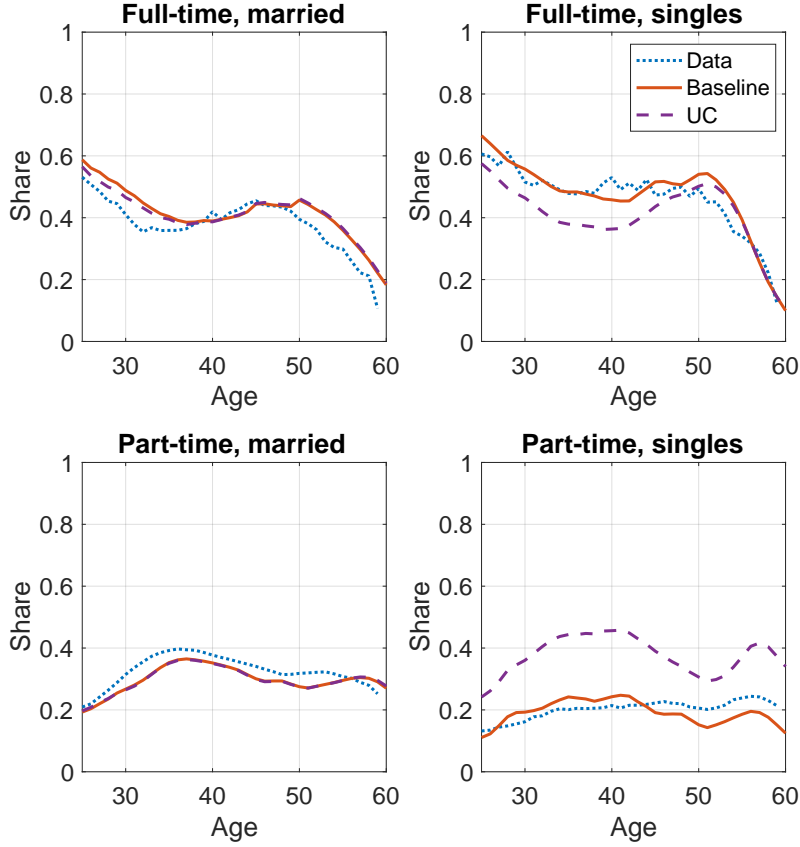 Full-time, married
1
0.8
0.6
0.4
0.2
0
Share
30 40 50 60
Age
Full-time, singles
1
0.8
0.6
0.4
0.2
0
Share
Data
Baseline
UC
30 40 50 60
Age
Part-time, married
1
0.8
0.6
0.4
0.2
0
Share
30 40 50 60
Age
Part-time, singles
1
0.8
0.6
0.4
0.2
0
Share
30 40 50 60
Age